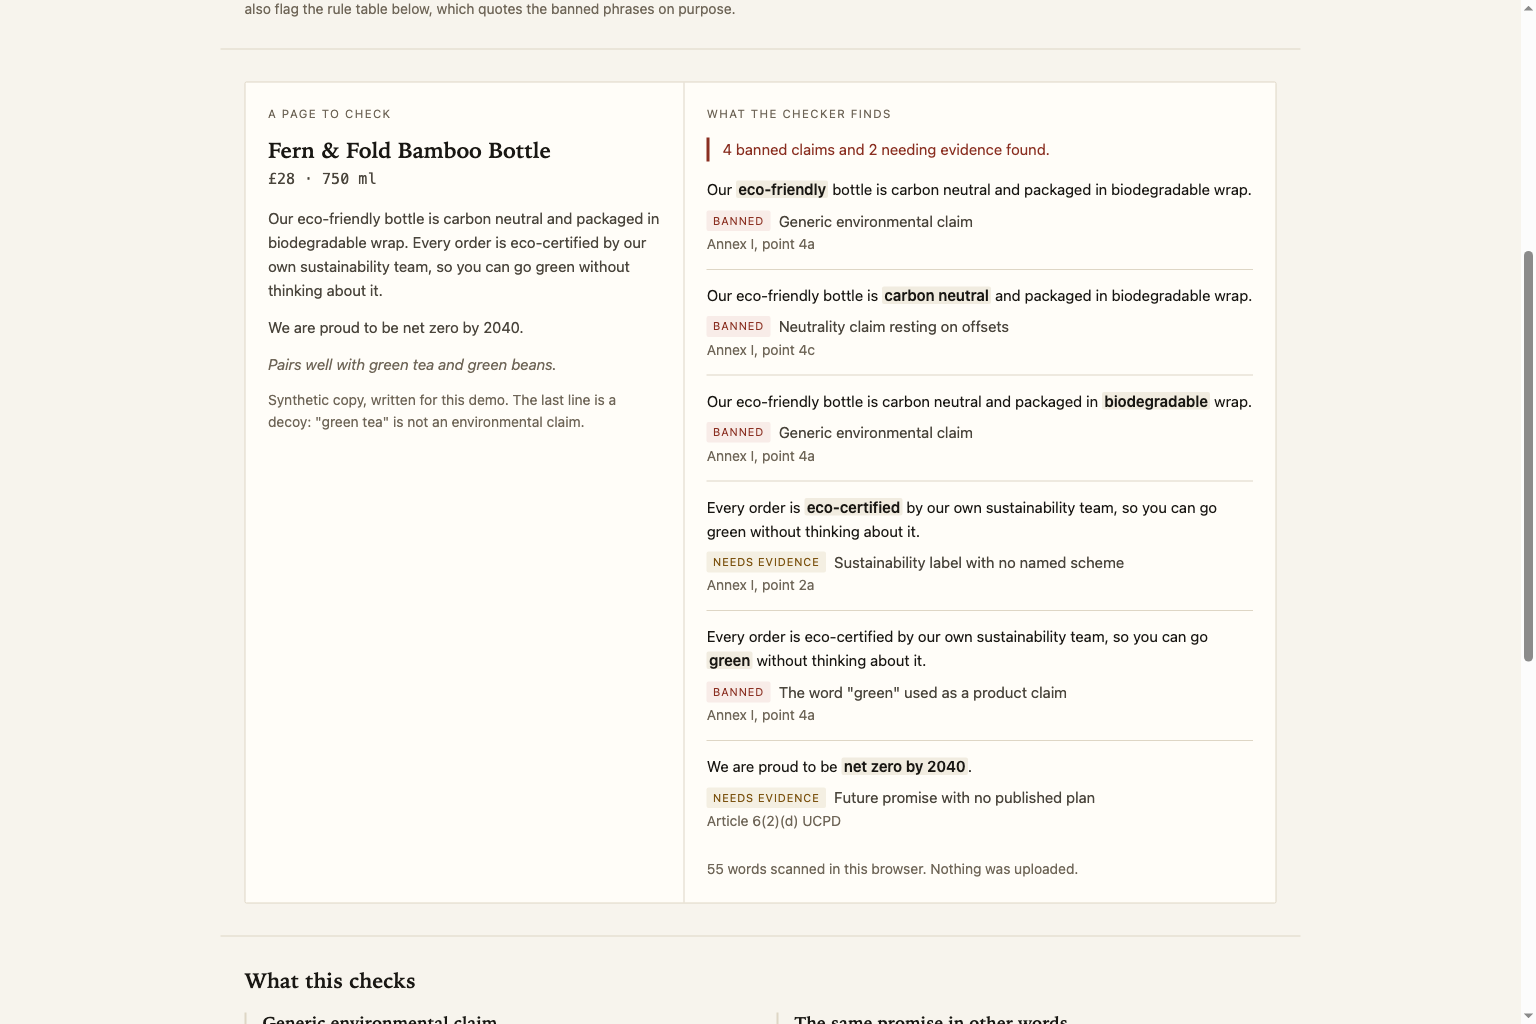 also flag the rule table below, which quotes the banned phrases on purpose.
A PAGE TO CHECK
Fern & Fold Bamboo Bottle
£28 · 750 ml
Our eco-friendly bottle is carbon neutral and packaged in
biodegradable wrap. Every order is eco-certified by our
own sustainability team, so you can go green without
thinking about it.
We are proud to be net zero by 2040.
Pairs well with green tea and green beans.
Synthetic copy, written for this demo. The last line is a
decoy: "green tea" is not an environmental claim.
WHAT THE CHECKER FINDS
4 banned claims and 2 needing evidence found.
Our eco-friendly bottle is carbon neutral and packaged in biodegradable wrap.
BANNED Generic environmental claim
Annex I, point 4a
Our eco-friendly bottle is carbon neutral and packaged in biodegradable wrap.
BANNED Neutrality claim resting on offsets
Annex I, point 4c
Our eco-friendly bottle is carbon neutral and packaged in biodegradable wrap.
BANNED Generic environmental claim
Annex I, point 4a
Every order is eco-certified by our own sustainability team, so you can go
green without thinking about it.
NEEDS EVIDENCE Sustainability label with no named scheme
Annex I, point 2a
Every order is eco-certified by our own sustainability team, so you can go
green without thinking about it.
BANNED The word "green" used as a product claim
Annex I, point 4a
We are proud to be net zero by 2040.
NEEDS EVIDENCE Future promise with no published plan
Article 6(2)(d) UCPD
55 words scanned in this browser. Nothing was uploaded.
What this checks
Generic environmental claim
The same promise in other words